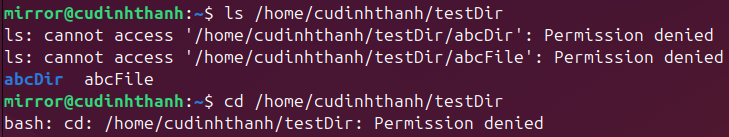 mirror@cudinhthanh:~$ ls /home/cudinhthanh/testDir
ls: cannot access '/home/cudinhthanh/testDir/abcDir': Permission denied
ls: cannot access '/home/cudinhthanh/testDir/abcFile': Permission denied
abcDir  abcFile
mirror@cudinhthanh:~$ cd /home/cudinhthanh/testDir
bash: cd: /home/cudinhthanh/testDir: Permission denied